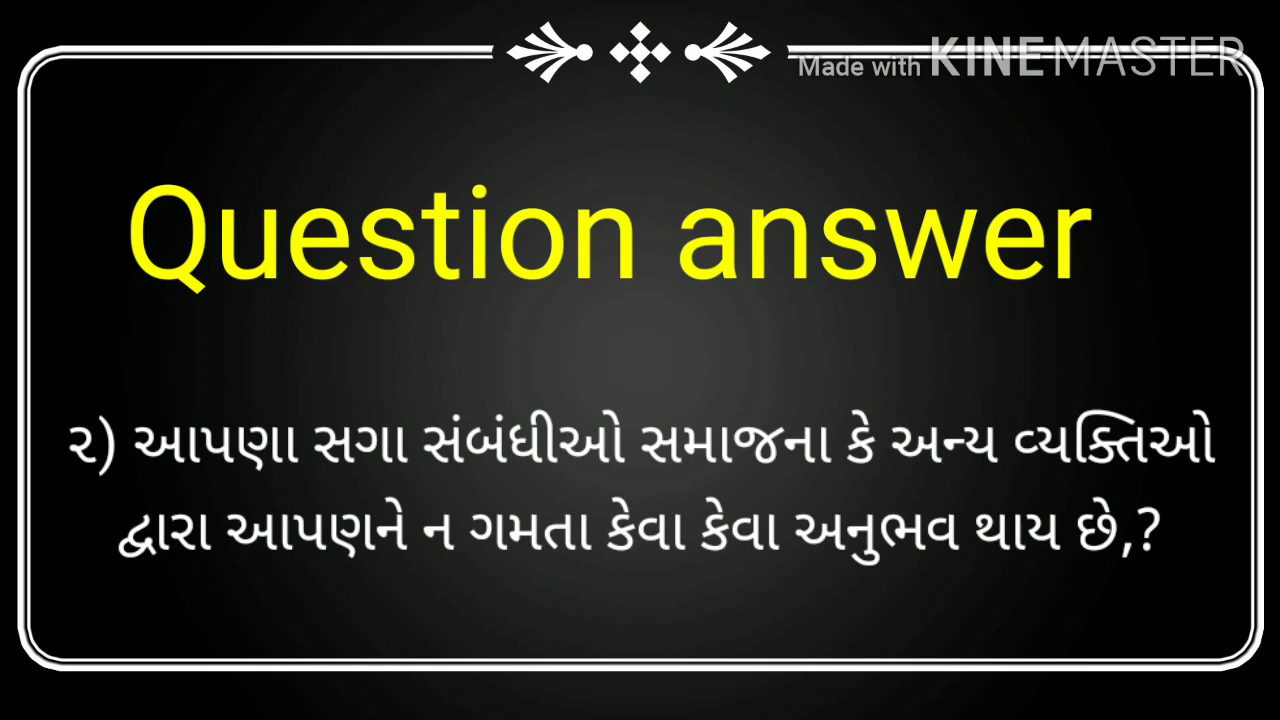 Made with KINEMASTER
Question answer
૨) આપણા સગા સંબંધીઓ સમાજના કે અન્ય વ્યક્તિઓ
દ્વારા આપણને ન ગમતા કેવા કેવા અનુભવ થાય છે,?